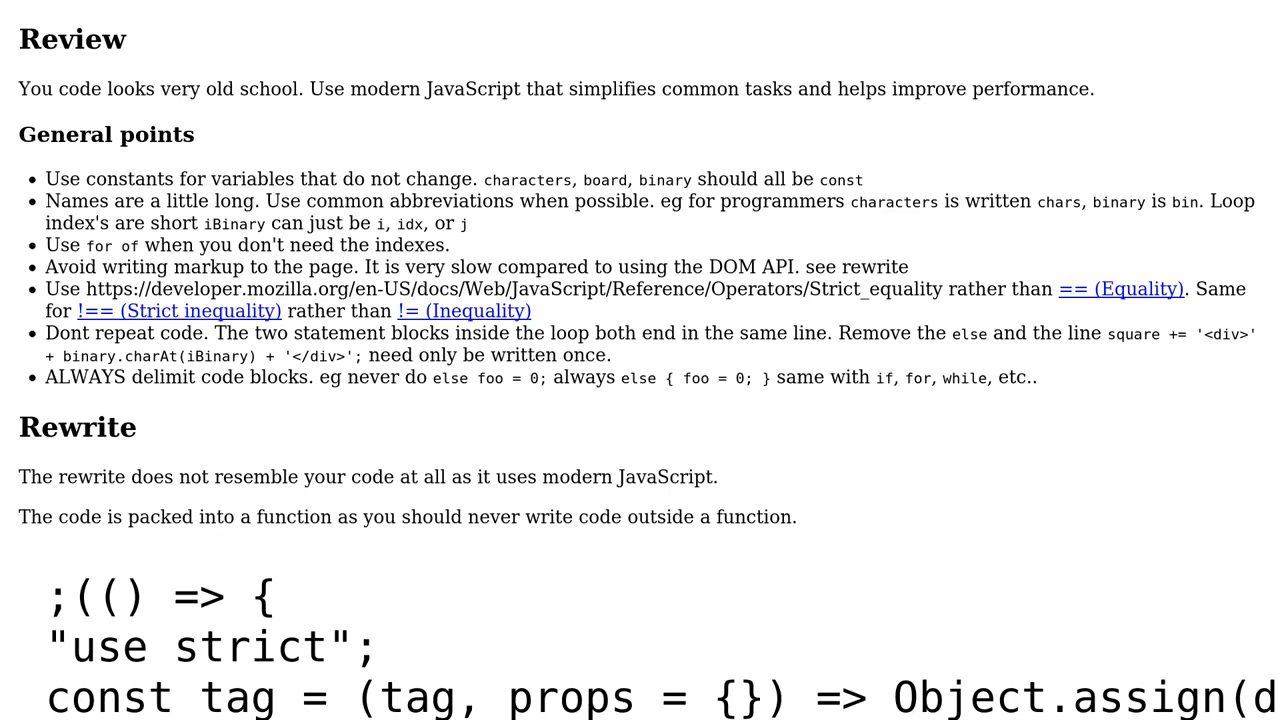 Review
You code looks very old school. Use modern JavaScript that simplifies common tasks and helps improve performance.
General points
• Use constants for variables that do not change. characters, board, binary should all be const
• Names are a little long. Use common abbreviations when possible. eg for programmers characters is written chars, binary is bin. Loop
index's are short iBinary can just be i, idx, or j
• Use for of when you don't need the indexes.
• Avoid writing markup to the page. It is very slow compared to using the DOM API. see rewrite
• Use https://developer.mozilla.org/en-US/docs/Web/JavaScript/Reference/Operators/Strict_equality rather than == (Equality). Same
for !== (Strict inequality) rather than != (Inequality)
• Dont repeat code. The two statement blocks inside the loop both end in the same line. Remove the else and the line square += '<div>'
+ binary.charAt(iBinary) + '</div>'; need only be written once.
• ALWAYS delimit code blocks. eg never do else foo = 0; always else { foo = 0; } same with if, for, while, etc..
Rewrite
The rewrite does not resemble your code at all as it uses modern JavaScript.
The code is packed into a function as you should never write code outside a function.
;(() => {
"use strict";
const tag = (tag, props = {}) => Object.assign(d